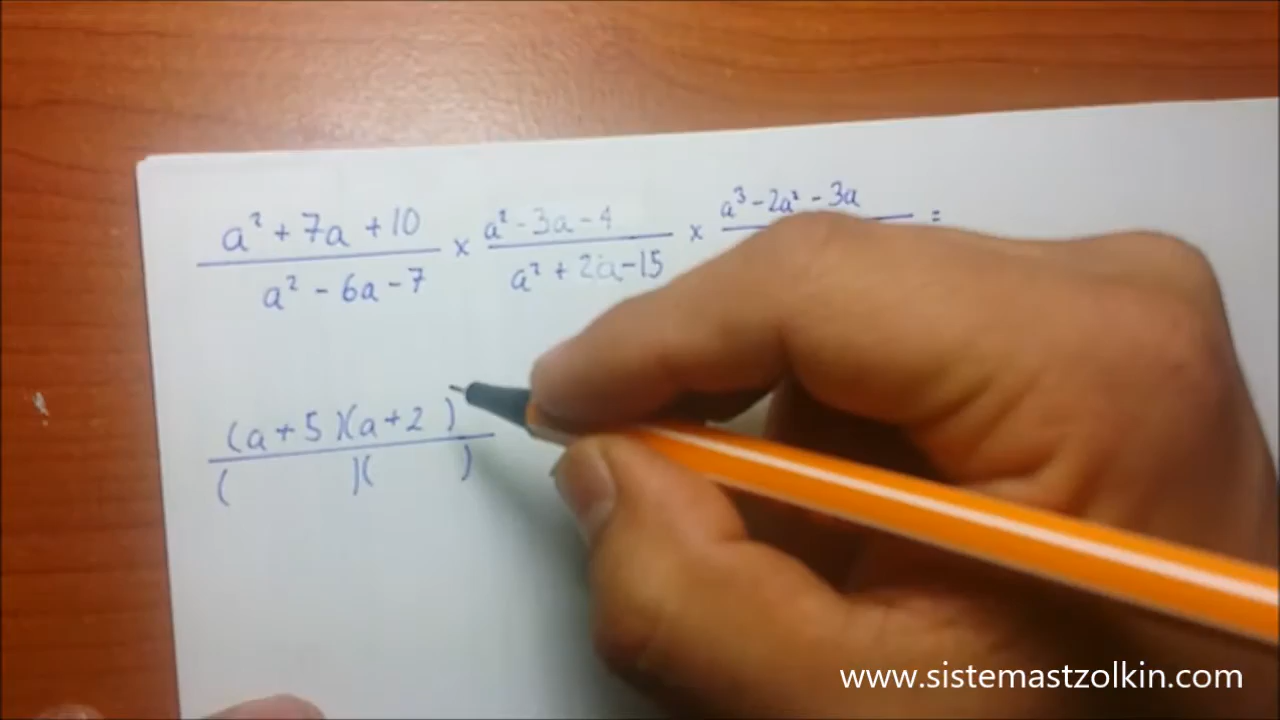 a² + 7a + 10 a² - 3a - 4 a³ - 2a² - 3a
× × =
a² - 6a - 7 a² + 2a - 15
(a + 5)(a + 2)
( )( )
www.sistemastzolkin.com